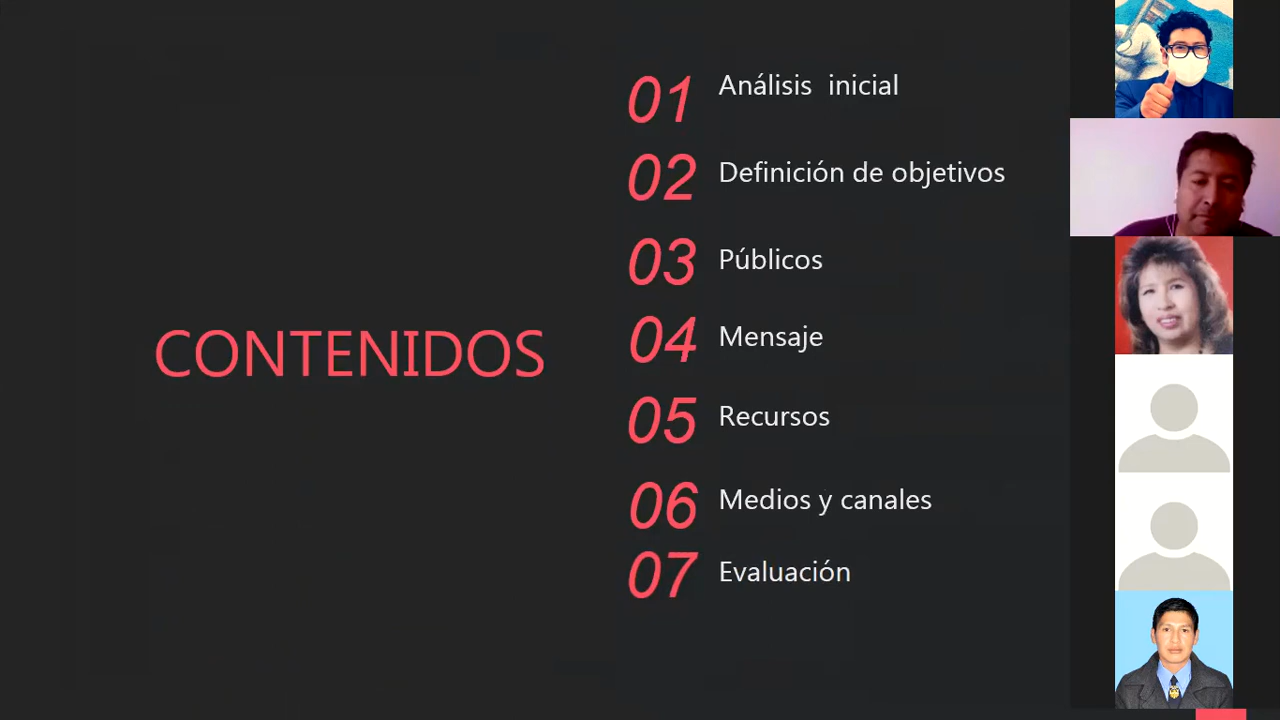 CONTENIDOS
01 Análisis inicial
02 Definición de objetivos
03 Públicos
04 Mensaje
05 Recursos
06 Medios y canales
07 Evaluación